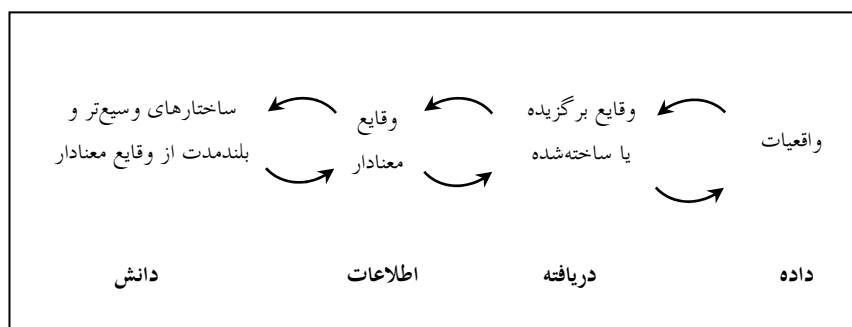 واقعیات
وقایع برگزیده
یا ساخته‌شده
وقایع
معنادار
ساختارهای وسیع‌تر و
بلندمدت از وقایع معنادار
داده
دریافته
اطلاعات
دانش